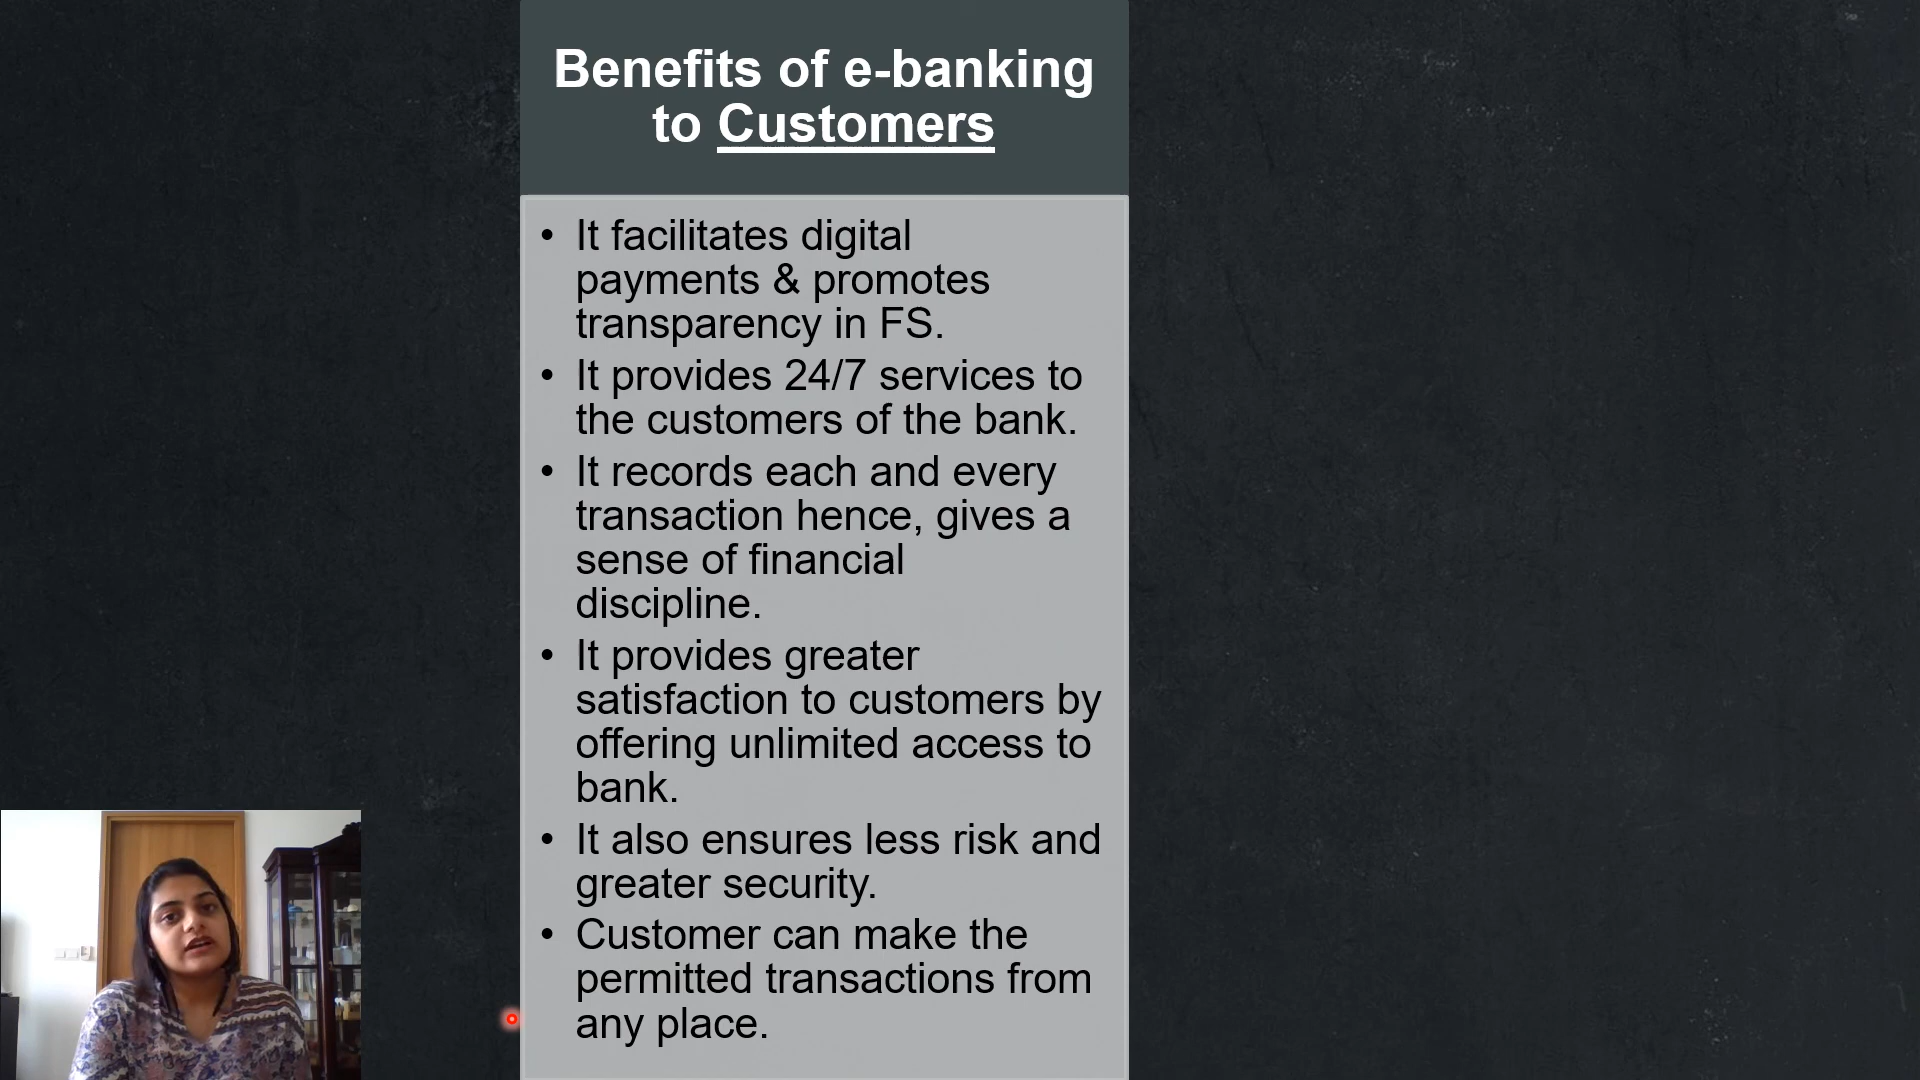 Benefits of e-banking
to Customers
• It facilitates digital
payments & promotes
transparency in FS.
• It provides 24/7 services to
the customers of the bank.
• It records each and every
transaction hence, gives a
sense of financial
discipline.
• It provides greater
satisfaction to customers by
offering unlimited access to
bank.
• It also ensures less risk and
greater security.
• Customer can make the
permitted transactions from
any place.